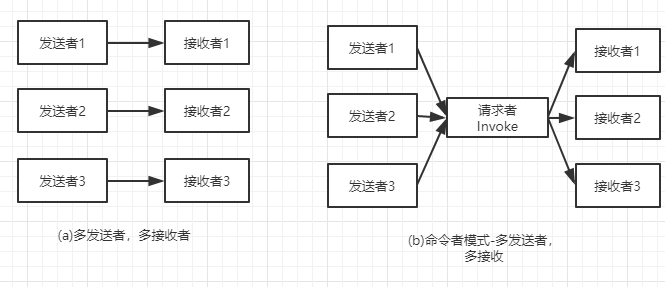 发送者1
接收者1
发送者2
接收者2
发送者3
接收者3
(a)多发送者，多接收者
发送者1
发送者2
发送者3
请求者
Invoke
接收者1
接收者2
接收者3
(b)命令者模式-多发送者，
多接收